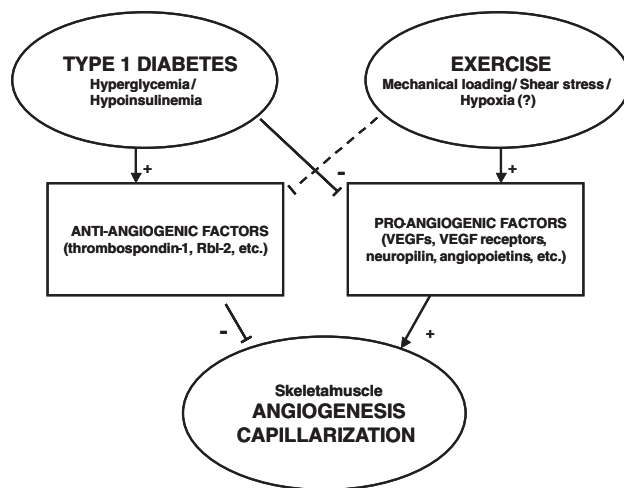 TYPE 1 DIABETES
Hyperglycemia/
Hypoinsulinemia
EXERCISE
Mechanical loading/ Shear stress/
Hypoxia (?)
+
-
+
ANTI-ANGIOGENIC FACTORS
(thrombospondin-1, Rbl-2, etc.)
PRO-ANGIOGENIC FACTORS
(VEGFs, VEGF receptors,
neuropilin, angiopoietins, etc.)
-
+
Skeletalmuscle
ANGIOGENESIS
CAPILLARIZATION